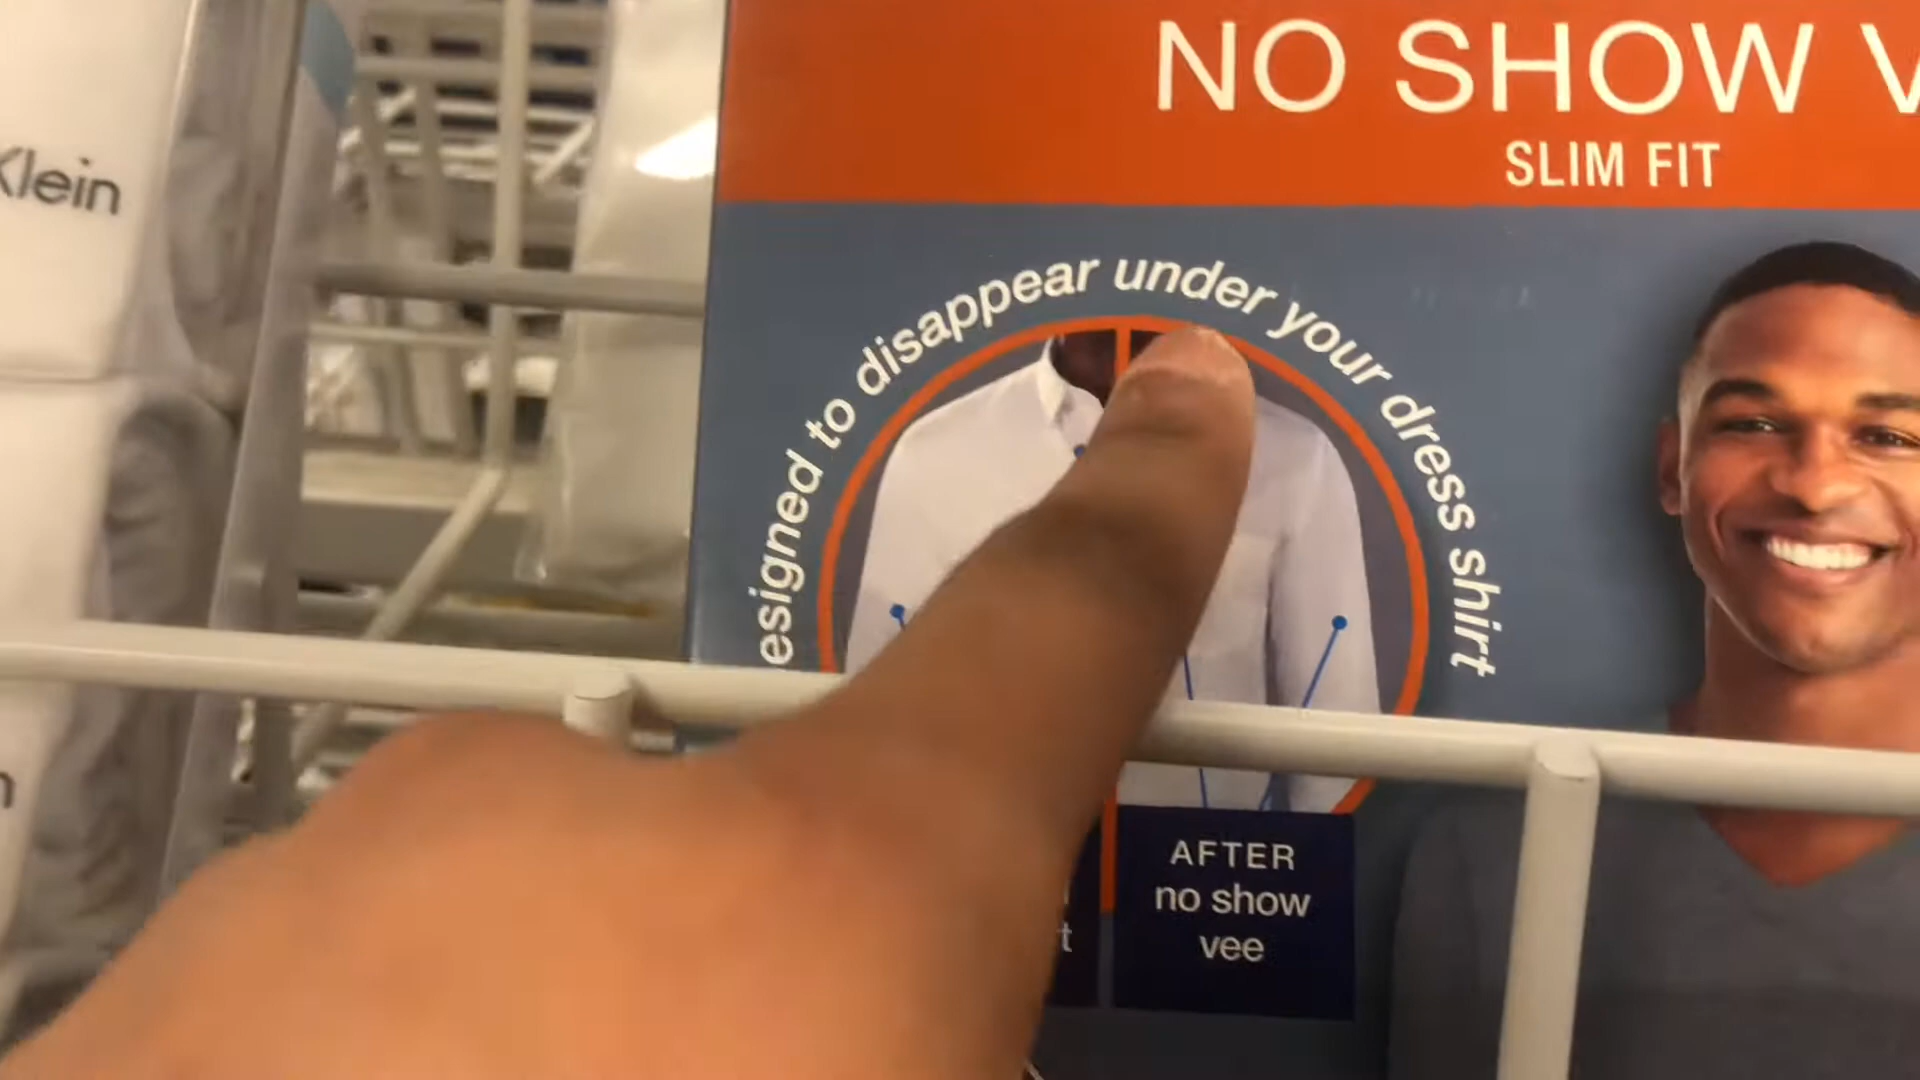 Klein
NO SHOW V
SLIM FIT
esigned to disappear under your dress shirt
AFTER
no show
vee